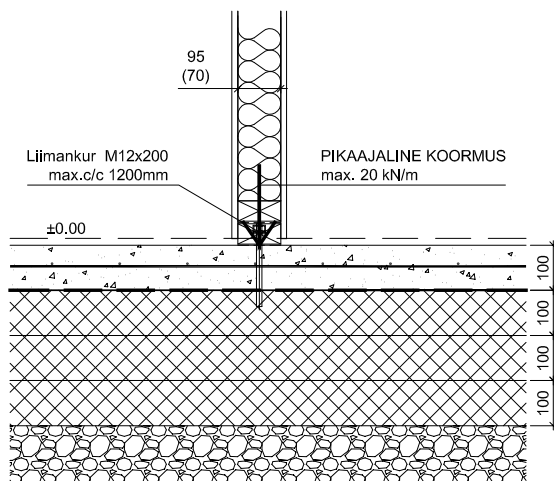 95
(70)
Liimankur M12x200
max.c/c 1200mm
PIKAAJALINE KOORMUS
max. 20 kN/m
±0.00
100
100
100
100